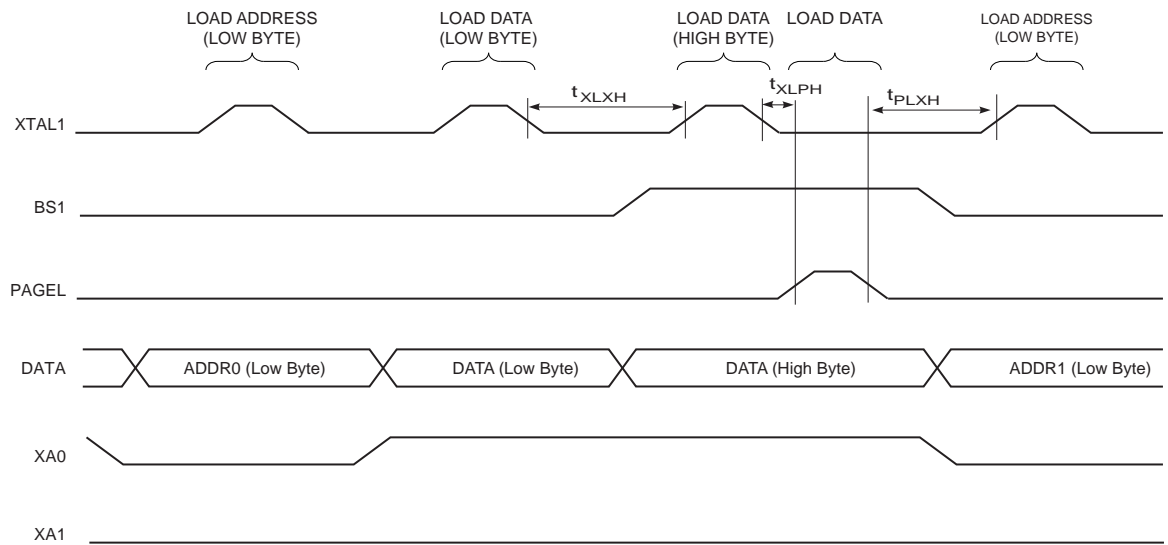 LOAD ADDRESS
(LOW BYTE)
LOAD DATA
(LOW BYTE)
LOAD DATA
(HIGH BYTE)
LOAD DATA
LOAD ADDRESS
(LOW BYTE)
tXLXH
tXLPH
tPLXH
XTAL1
BS1
PAGEL
DATA
ADDR0 (Low Byte)
DATA (Low Byte)
DATA (High Byte)
ADDR1 (Low Byte)
XA0
XA1